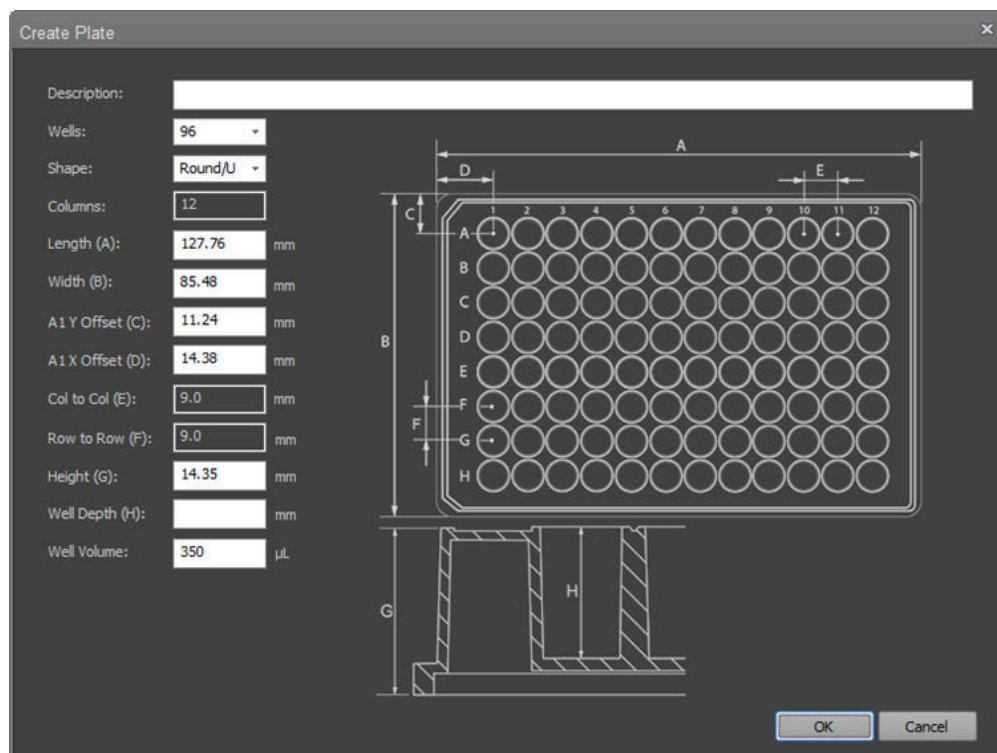 Create Plate
Description:
Wells: 96
Shape: Round/U
Columns: 12
Length (A): 127.76 mm
Width (B): 85.48 mm
A1 Y Offset (C): 11.24 mm
A1 X Offset (D): 14.38 mm
Col to Col (E): 9.0 mm
Row to Row (F): 9.0 mm
Height (G): 14.35 mm
Well Depth (H): mm
Well Volume: 350 µL
A
D E
C
1 2 3 4 5 6 7 8 9 10 11 12
A
B
C
D
B
E
F
F
G
H
G
H
OK Cancel